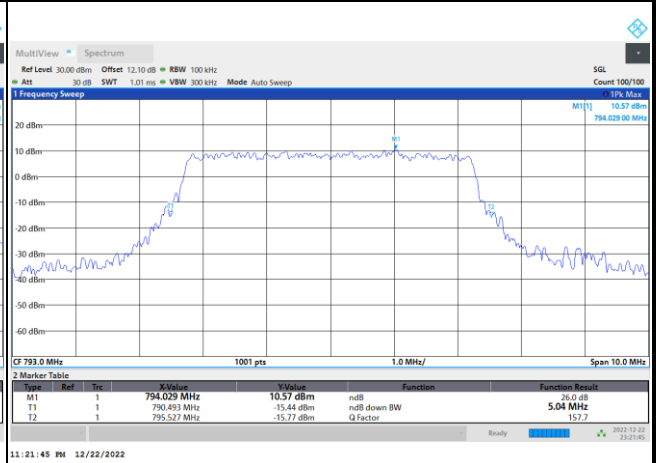 MultiView Spectrum
Ref Level 30.00 dBm Offset 12.10 dB RBW 100 kHz SGL
Att 30 dB SWT 1.01 ms VBW 300 kHz Mode Auto Sweep Count 100/100
1 Frequency Sweep 1Pk Max
M1[1] 10.57 dBm
794.029 00 MHz
20 dBm
M1
10 dBm
0 dBm
-10 dBm
T1 T2
-20 dBm
-30 dBm
-40 dBm
-50 dBm
-60 dBm
CF 793.0 MHz 1001 pts 1.0 MHz/ Span 10.0 MHz
2 Marker Table
Type Ref Trc X-Value Y-Value Function Function Result
M1 1 794.029 MHz 10.57 dBm ndB 26.0 dB
T1 1 790.493 MHz -15.44 dBm ndB down BW 5.04 MHz
T2 1 795.527 MHz -15.77 dBm Q Factor 157.7
Ready 2022-12-22
23:21:45
11:21:45 PM 12/22/2022